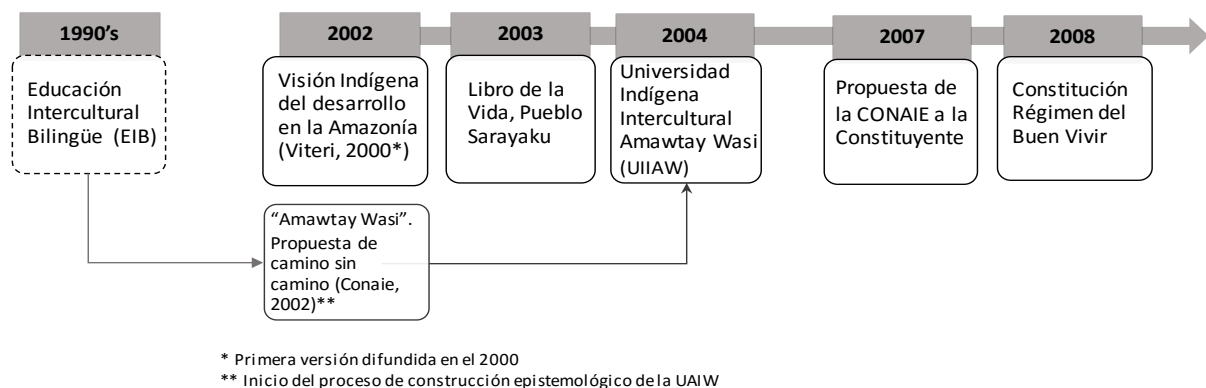 1990's
2002
2003
2004
2007
2008
Educación
Intercultural
Bilingüe (EIB)
Visión Indígena
del desarrollo
en la Amazonía
(Viteri, 2000*)
Libro de la
Vida, Pueblo
Sarayaku
Universidad
Indígena
Intercultural
Amawtay Wasi
(UIIAW)
Propuesta de
la CONAIE a la
Constituyente
Constitución
Régimen del
Buen Vivir
“Amawtay Wasi”.
Propuesta de
camino sin
camino (Conaie,
2002)**
* Primera versión difundida en el 2000
** Inicio del proceso de construcción epistemológico de la UAIW